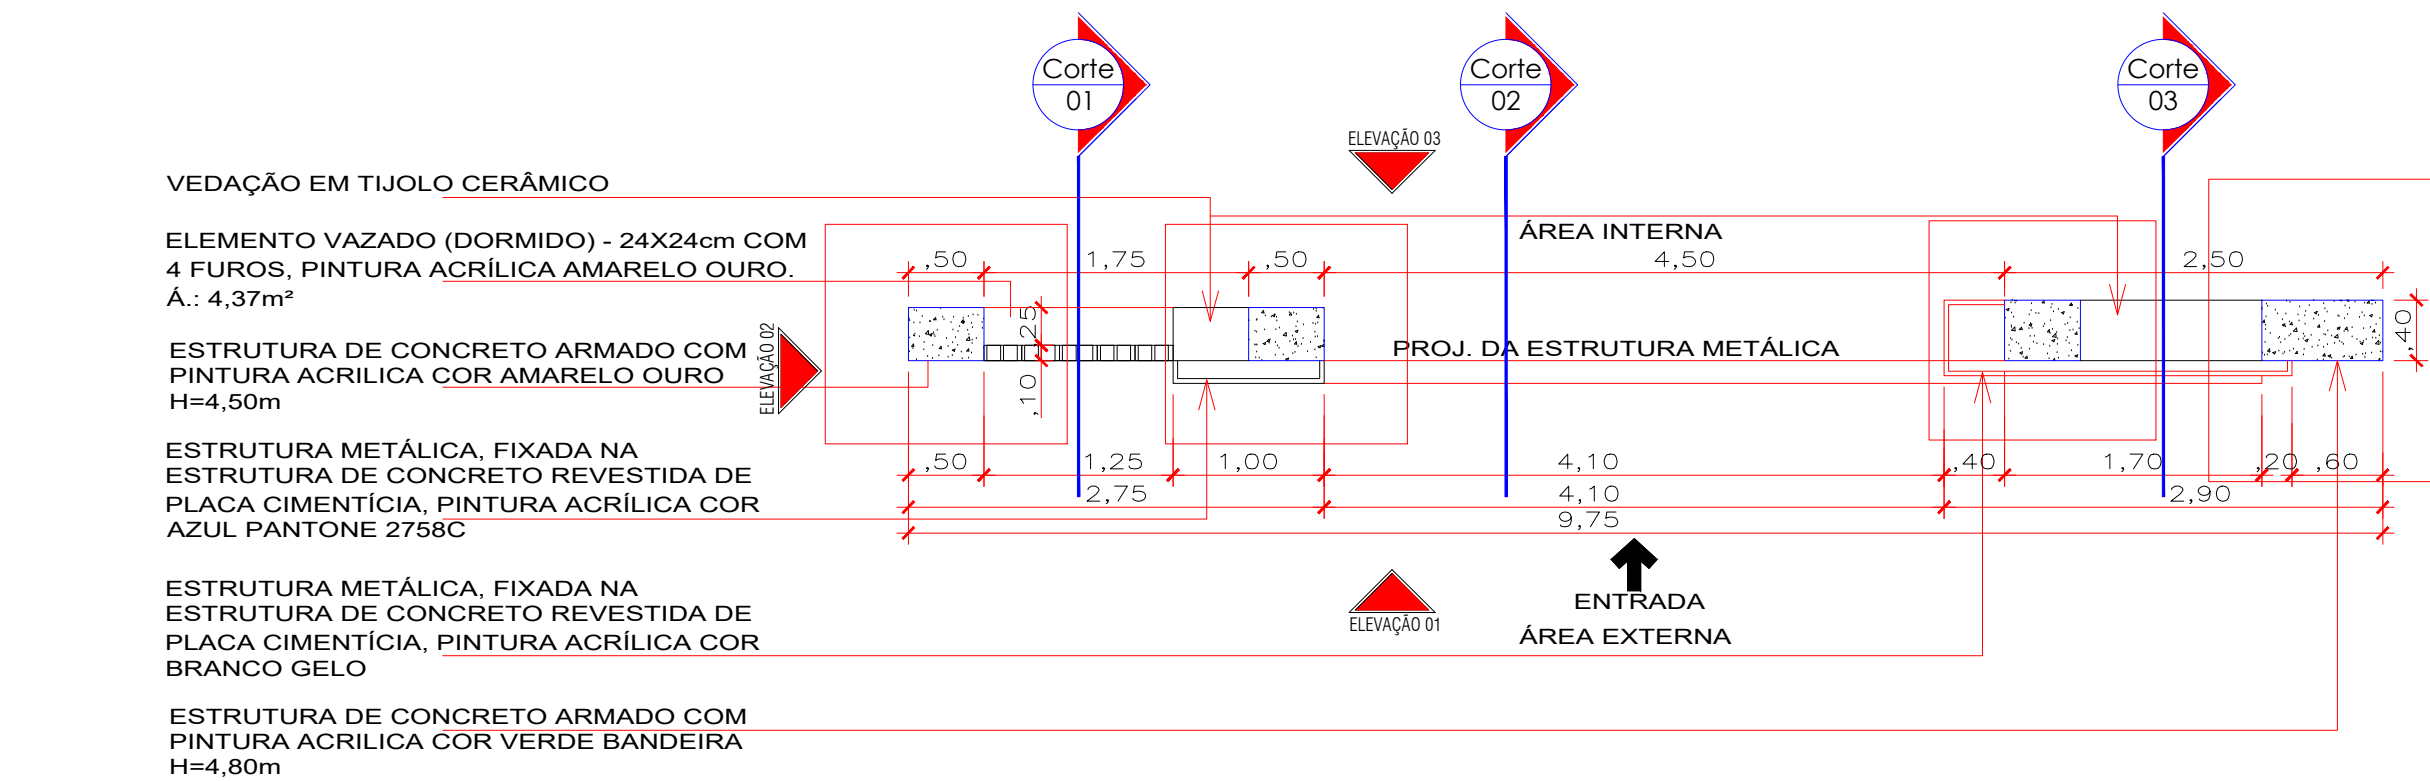 Corte
01
Corte
02
Corte
03
ELEVAÇÃO 03
VEDAÇÃO EM TIJOLO CERÂMICO
ELEMENTO VAZADO (DORMIDO) - 24X24cm COM
4 FUROS, PINTURA ACRÍLICA AMARELO OURO.
Á.: 4,37m²
ÁREA INTERNA
,50
1,75
,50
4,50
2,50
,25
,10
,40
ELEVAÇÃO 02
PROJ. DA ESTRUTURA METÁLICA
ESTRUTURA DE CONCRETO ARMADO COM
PINTURA ACRILICA COR AMARELO OURO
H=4,50m
ESTRUTURA METÁLICA, FIXADA NA
ESTRUTURA DE CONCRETO REVESTIDA DE
PLACA CIMENTÍCIA, PINTURA ACRÍLICA COR
AZUL PANTONE 2758C
,50
1,25
1,00
4,10
,40
1,70
,20
,60
2,75
4,10
2,90
9,75
ELEVAÇÃO 01
ENTRADA
ÁREA EXTERNA
ESTRUTURA METÁLICA, FIXADA NA
ESTRUTURA DE CONCRETO REVESTIDA DE
PLACA CIMENTÍCIA, PINTURA ACRÍLICA COR
BRANCO GELO
ESTRUTURA DE CONCRETO ARMADO COM
PINTURA ACRILICA COR VERDE BANDEIRA
H=4,80m